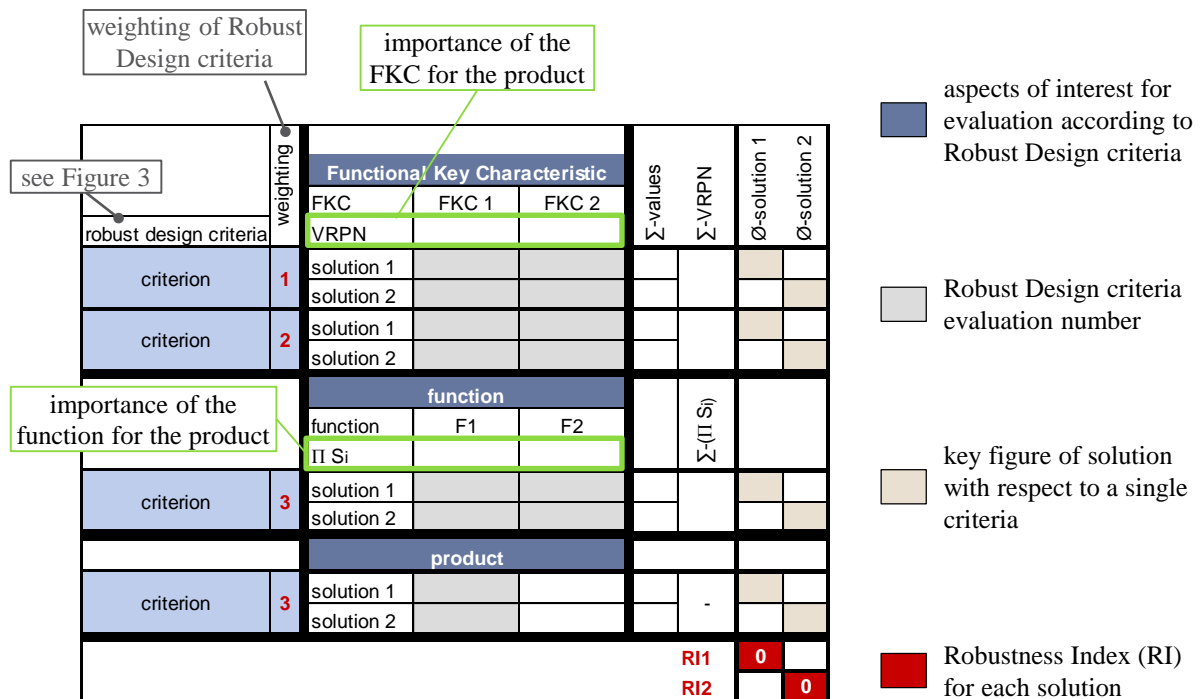 weighting of Robust
Design criteria
importance of the
FKC for the product
see Figure 3
robust design criteria
weighting
Functional Key Characteristic
FKC FKC 1 FKC 2
VRPN
Σ-values
Σ-VRPN
Ø-solution 1
Ø-solution 2
criterion 1
solution 1
solution 2
criterion 2
solution 1
solution 2
importance of the
function for the product
function
function F1 F2
Π Si
Σ-(Π Si)
criterion 3
solution 1
solution 2
product
criterion 3
solution 1
solution 2
-
RI1 0
RI2 0
aspects of interest for
evaluation according to
Robust Design criteria
Robust Design criteria
evaluation number
key figure of solution
with respect to a single
criteria
Robustness Index (RI)
for each solution